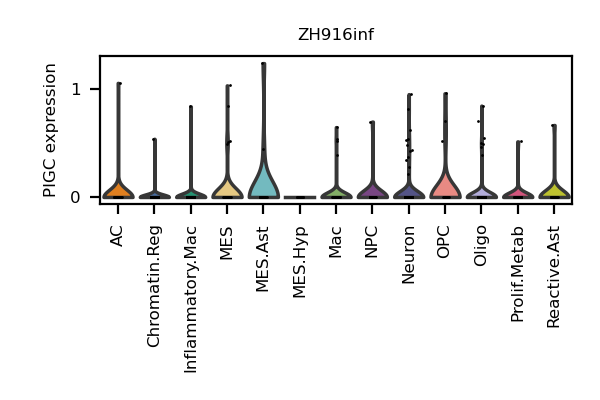 ZH916inf
PIGC expression
1
0
AC
Chromatin.Reg
Inflammatory.Mac
MES
MES.Ast
MES.Hyp
Mac
NPC
Neuron
OPC
Oligo
Prolif.Metab
Reactive.Ast